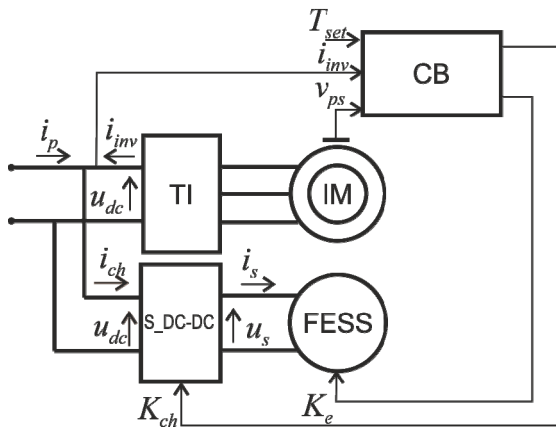 T_set
i_inv
CB
v_ps
i_p
i_inv
u_dc
TI
IM
i_ch
i_s
u_dc
S_DC-DC
u_s
FESS
K_ch
K_e